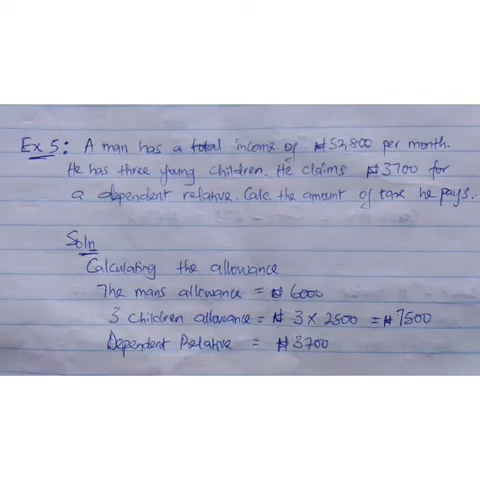 Ex 5: A man has a total income of ₦52,800 per month.
He has three young children. He claims ₦3700 for
a dependent relative. Calc. the amount of tax he pays.
Soln
Calculating the allowance
The mans allowance = ₦6000
3 children allowance = ₦ 3 × 2500 = ₦7500
Dependent Relative = ₦3700